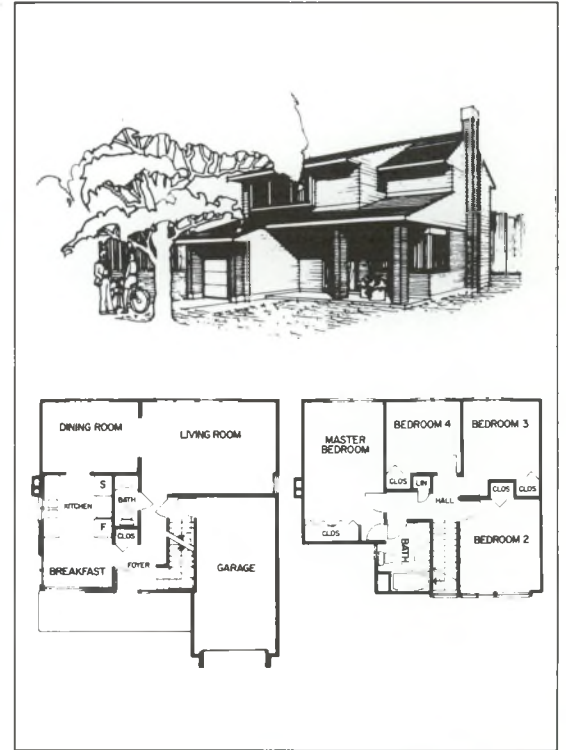 DINING ROOM
LIVING ROOM
S
KITCHEN
BATH
F
CLOS
BREAKFAST
FOYER
GARAGE
MASTER
BEDROOM
BEDROOM 4
BEDROOM 3
CLOS
LIN
HALL
CLOS
CLOS
CLOS
BATH
BEDROOM 2